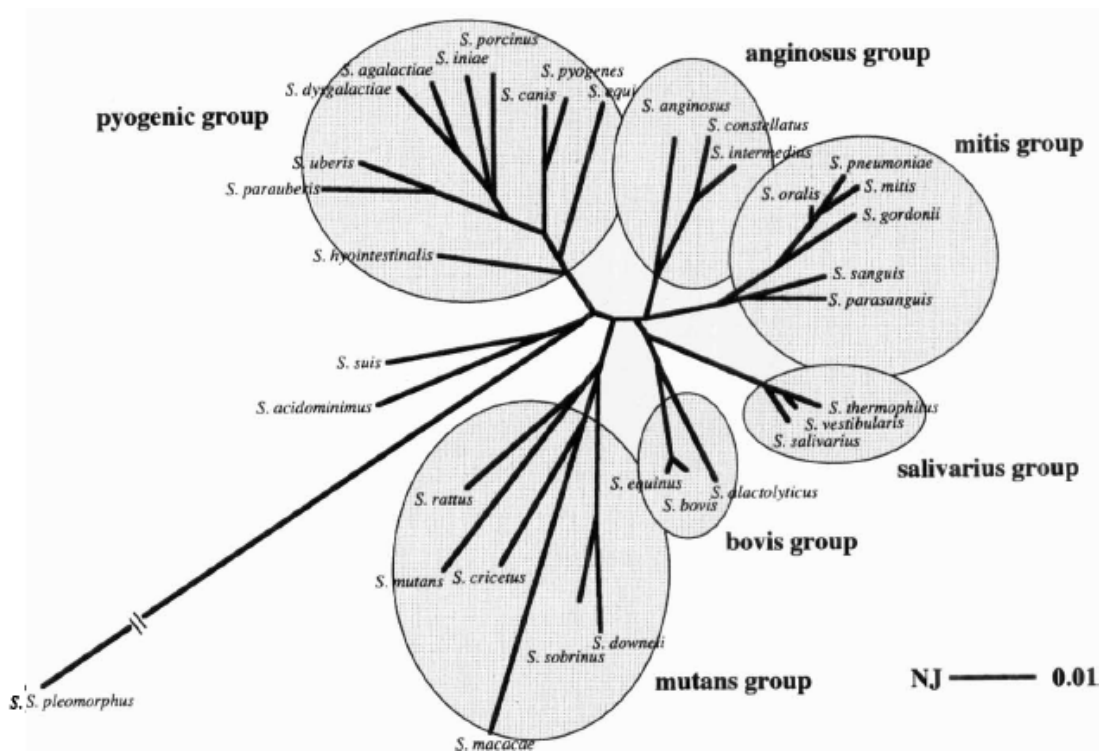 anginosus group
S. porcinus
S. iniae
S. agalactiae
S. dysgalactiae
S. pyogenes
S. canis
S. equi
pyogenic group
S. uberis
S. parauberis
S. hyointestinalis
S. anginosus
S. constellatus
S. intermedius
mitis group
S. pneumoniae
S. oralis
S. mitis
S. gordonii
S. sanguis
S. parasanguis
S. suis
S. acidominimus
S. thermophilus
S. vestibularis
S. salivarius
salivarius group
S. equinus
S. bovis
S. alactolyticus
bovis group
S. rattus
S. mutans
S. cricetus
S. sobrinus
S. downeii
S. macacae
mutans group
S. S. pleomorphus
NJ 0.01